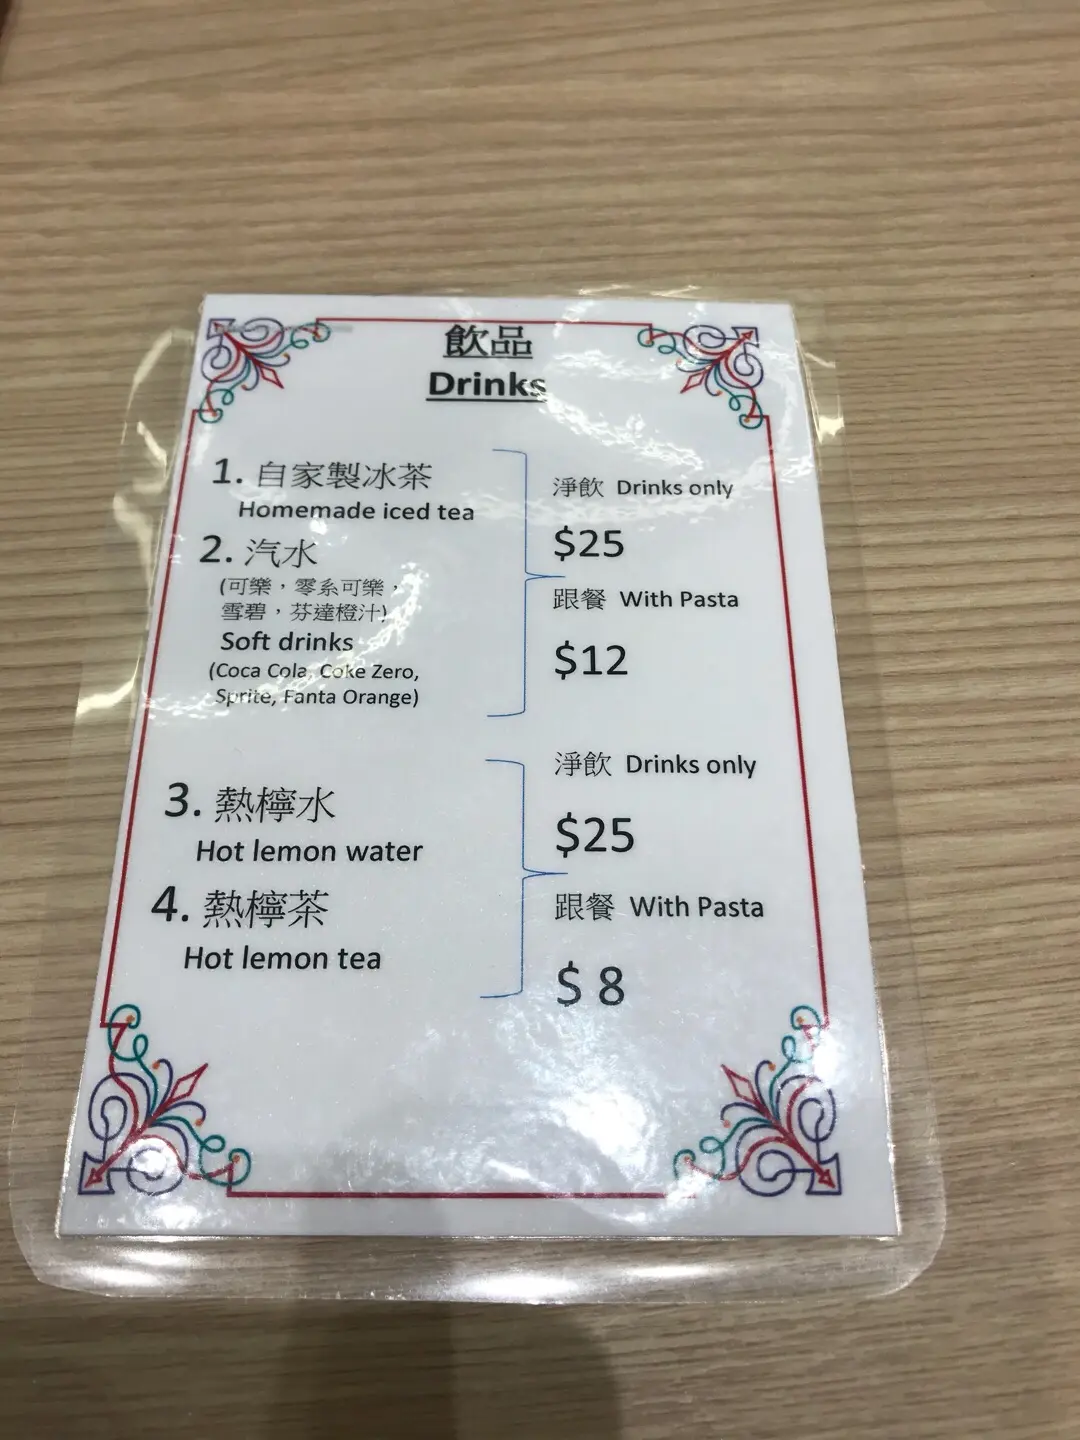 飲品
Drinks
1. 自家製冰茶
Homemade iced tea
2. 汽水
(可樂，零系可樂，
雪碧，芬達橙汁)
Soft drinks
(Coca Cola, Coke Zero,
Sprite, Fanta Orange)
淨飲 Drinks only
$25
跟餐 With Pasta
$12
3. 熱檸水
Hot lemon water
4. 熱檸茶
Hot lemon tea
淨飲 Drinks only
$25
跟餐 With Pasta
$ 8